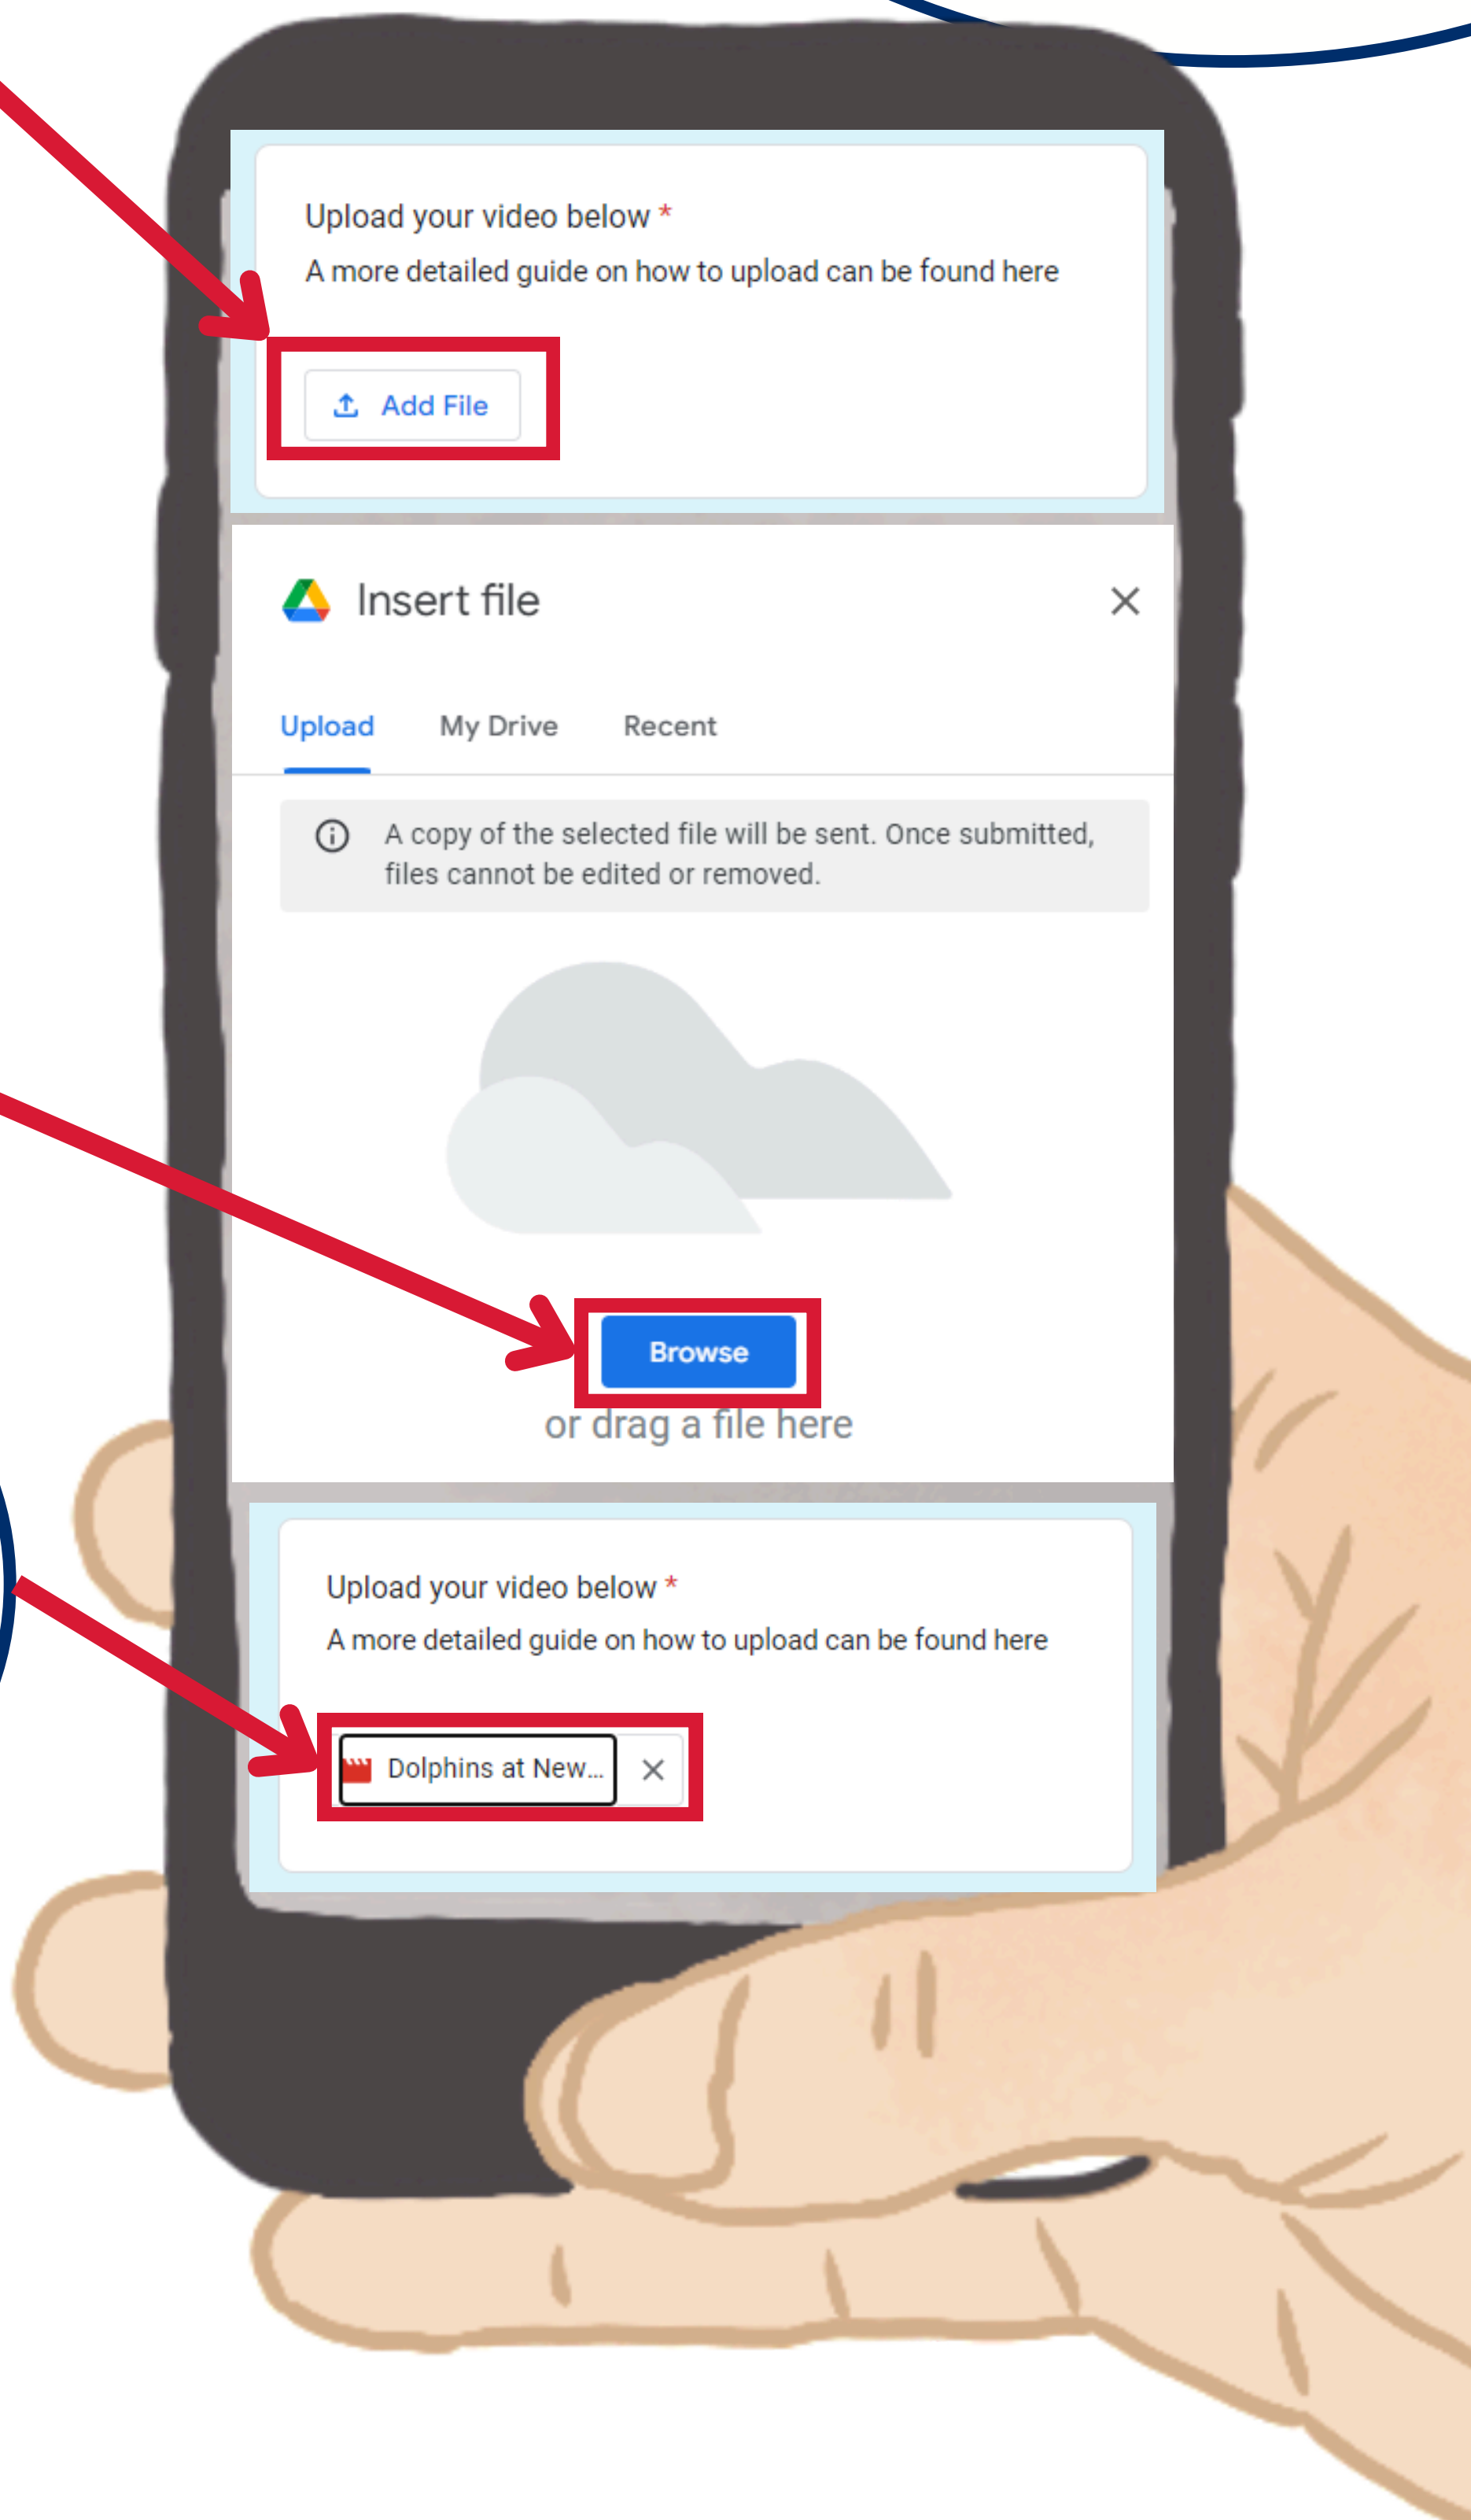 Upload your video below *
A more detailed guide on how to upload can be found here
Add File
Insert file
Upload My Drive Recent
A copy of the selected file will be sent. Once submitted,
files cannot be edited or removed.
Browse
or drag a file here
Upload your video below *
A more detailed guide on how to upload can be found here
Dolphins at New...